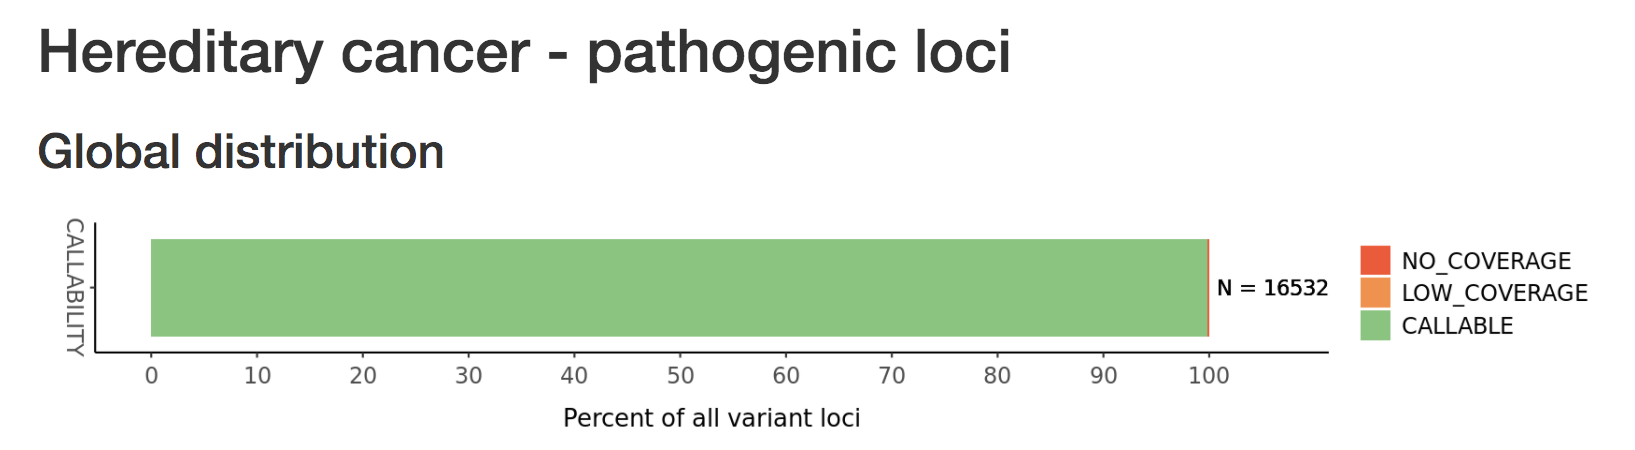 Hereditary cancer - pathogenic loci
Global distribution
CALLABILITY
N = 16532
NO_COVERAGE
LOW_COVERAGE
CALLABLE
0 10 20 30 40 50 60 70 80 90 100
Percent of all variant loci